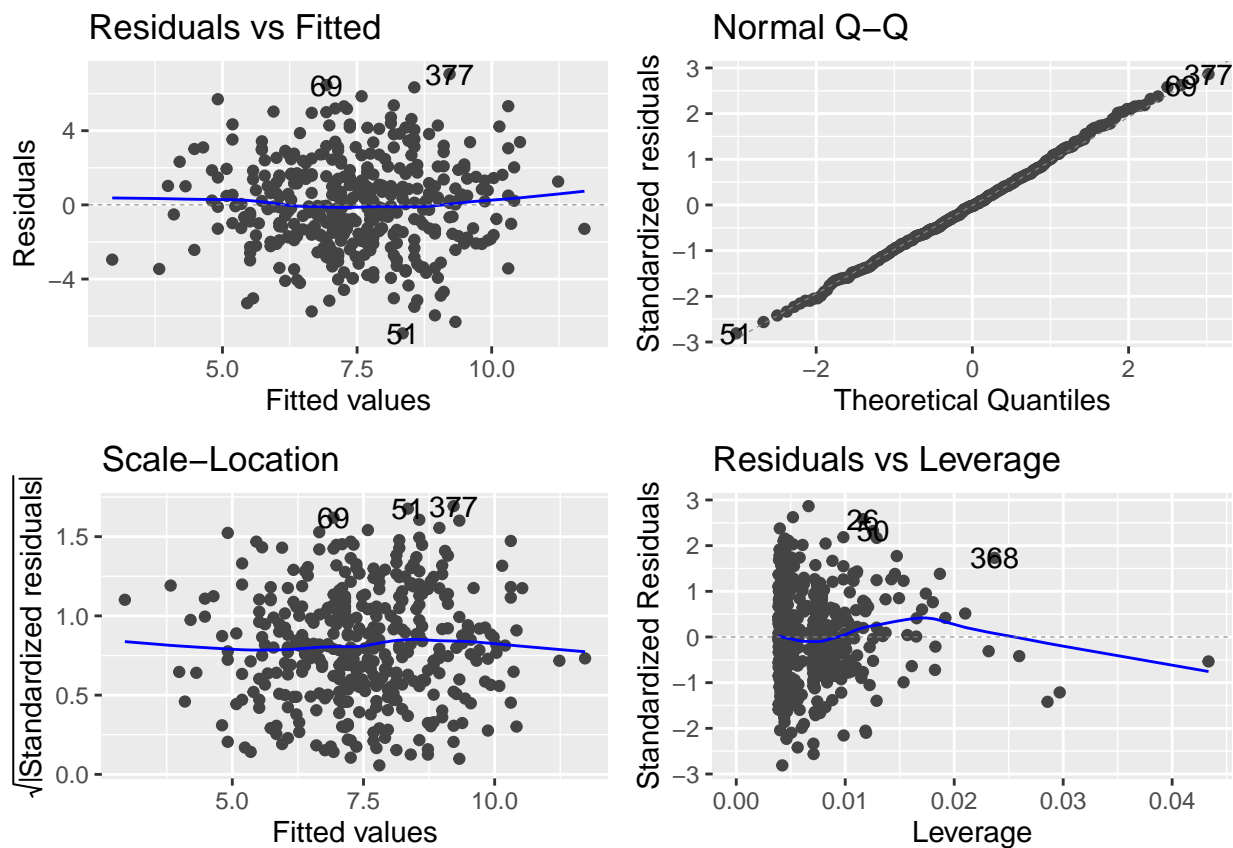 Residuals vs Fitted
Residuals
4
0
−4
69
377
51
5.0 7.5 10.0
Fitted values
Normal Q−Q
Standardized residuals
3
2
1
0
−1
−2
−3
69
377
51
−2 0 2
Theoretical Quantiles
Scale−Location
√|Standardized residuals|
1.5
1.0
0.5
0.0
69
51
377
5.0 7.5 10.0
Fitted values
Residuals vs Leverage
Standardized Residuals
3
2
1
0
−1
−2
−3
26
50
368
0.00 0.01 0.02 0.03 0.04
Leverage